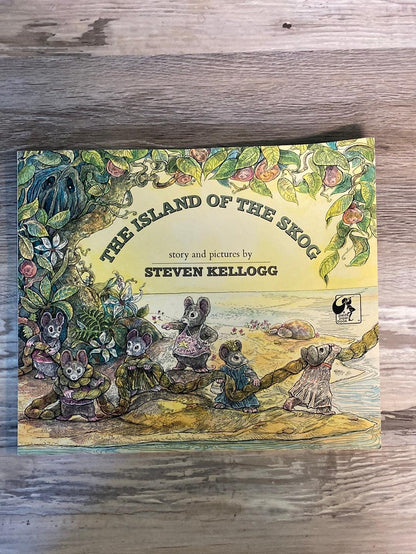 THE ISLAND OF THE SKOG
story and pictures by
STEVEN KELLOGG